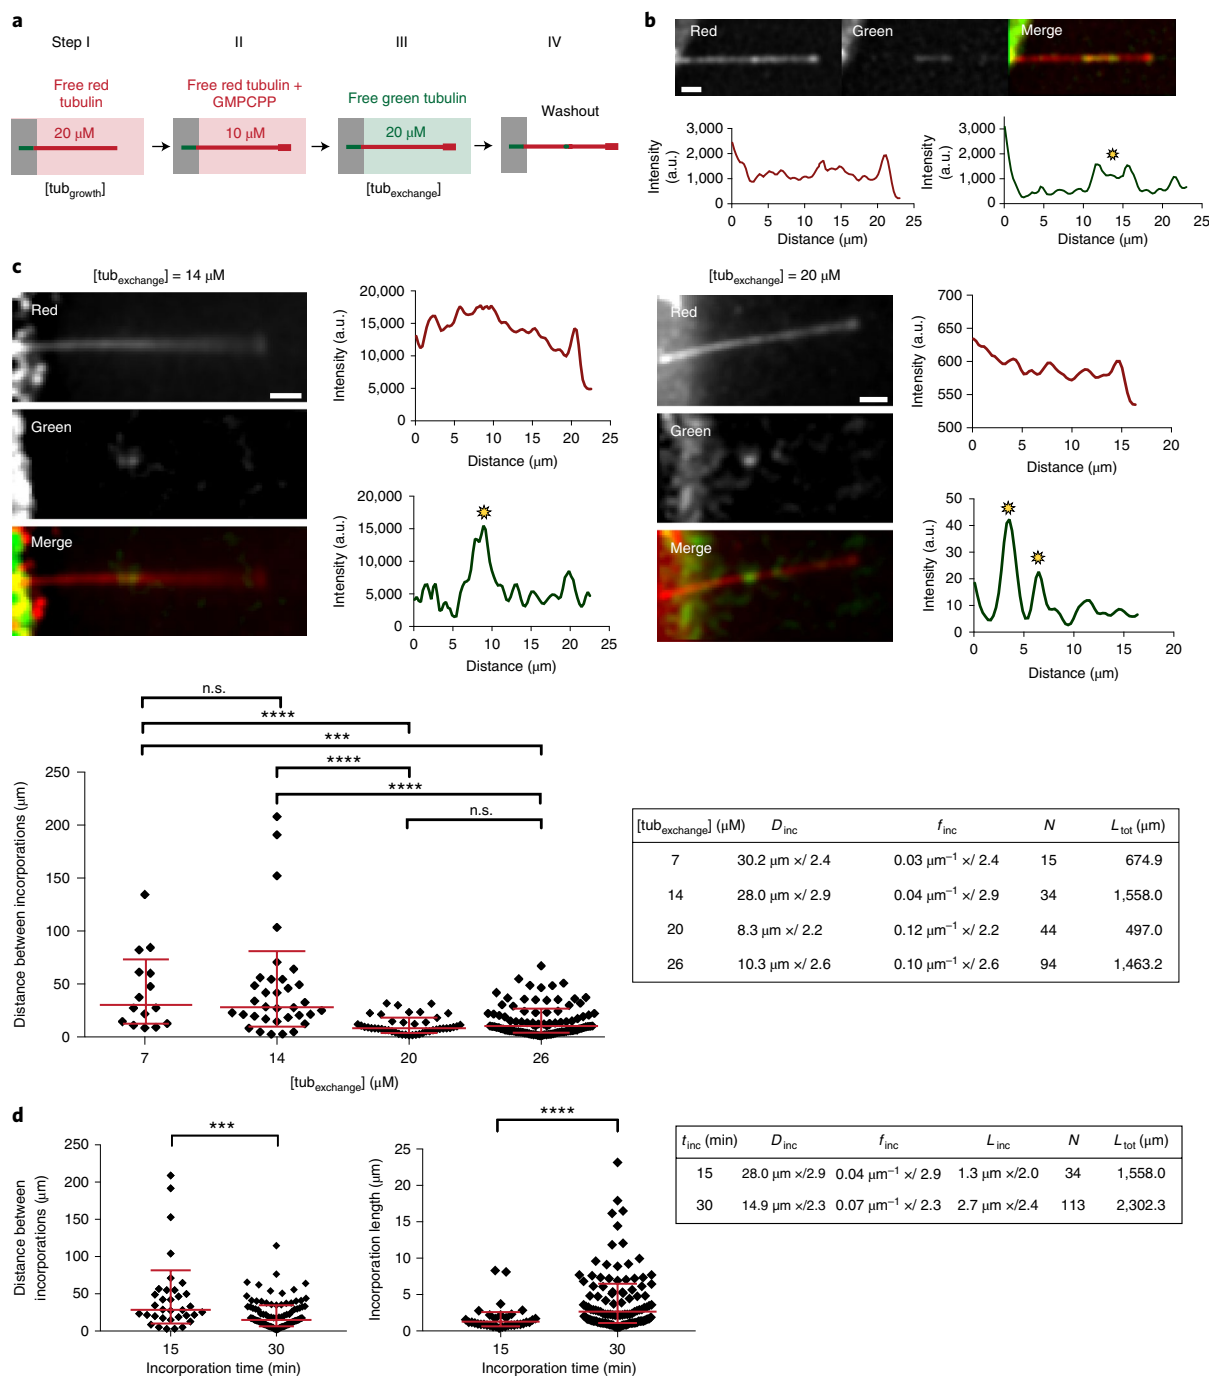 a
Step I
II
III
IV
Free red
tubulin
Free red tubulin +
GMPCPP
Free green tubulin
Washout
20 μM
10 μM
20 μM
[tub_growth]
[tub_exchange]
b
Red
Green
Merge
Intensity
(a.u.)
3,000
2,000
1,000
0
0 5 10 15 20 25
Distance (μm)
Intensity
(a.u.)
3,000
2,000
1,000
0
0 5 10 15 20 25
Distance (μm)
c
[tub_exchange] = 14 μM
Red
Green
Merge
Intensity (a.u.)
20,000
15,000
10,000
5,000
0
0 5 10 15 20 25
Distance (μm)
Intensity (a.u.)
20,000
15,000
10,000
5,000
0
0 5 10 15 20 25
Distance (μm)
[tub_exchange] = 20 μM
Red
Green
Merge
Intensity (a.u.)
700
650
600
550
500
0 5 10 15 20
Distance (μm)
Intensity (a.u.)
50
40
30
20
10
0
0 5 10 15 20
Distance (μm)
n.s.
****
***
****
****
n.s.
Distance between incorporations (μm)
250
200
150
100
50
0
7 14 20 26
[tub_exchange] (μM)
[tub_exchange] (μM) D_inc f_inc N L_tot (μm)
7 30.2 μm ×/ 2.4 0.03 μm⁻¹ ×/ 2.4 15 674.9
14 28.0 μm ×/ 2.9 0.04 μm⁻¹ ×/ 2.9 34 1,558.0
20 8.3 μm ×/ 2.2 0.12 μm⁻¹ ×/ 2.2 44 497.0
26 10.3 μm ×/ 2.6 0.10 μm⁻¹ ×/ 2.6 94 1,463.2
d
***
Distance between
incorporations (μm)
250
200
150
100
50
0
15 30
Incorporation time (min)
****
Incorporation length (μm)
25
20
15
10
5
0
15 30
Incorporation time (min)
t_inc (min) D_inc f_inc L_inc N L_tot (μm)
15 28.0 μm ×/2.9 0.04 μm⁻¹ ×/ 2.9 1.3 μm ×/2.0 34 1,558.0
30 14.9 μm ×/2.3 0.07 μm⁻¹ ×/ 2.3 2.7 μm ×/2.4 113 2,302.3